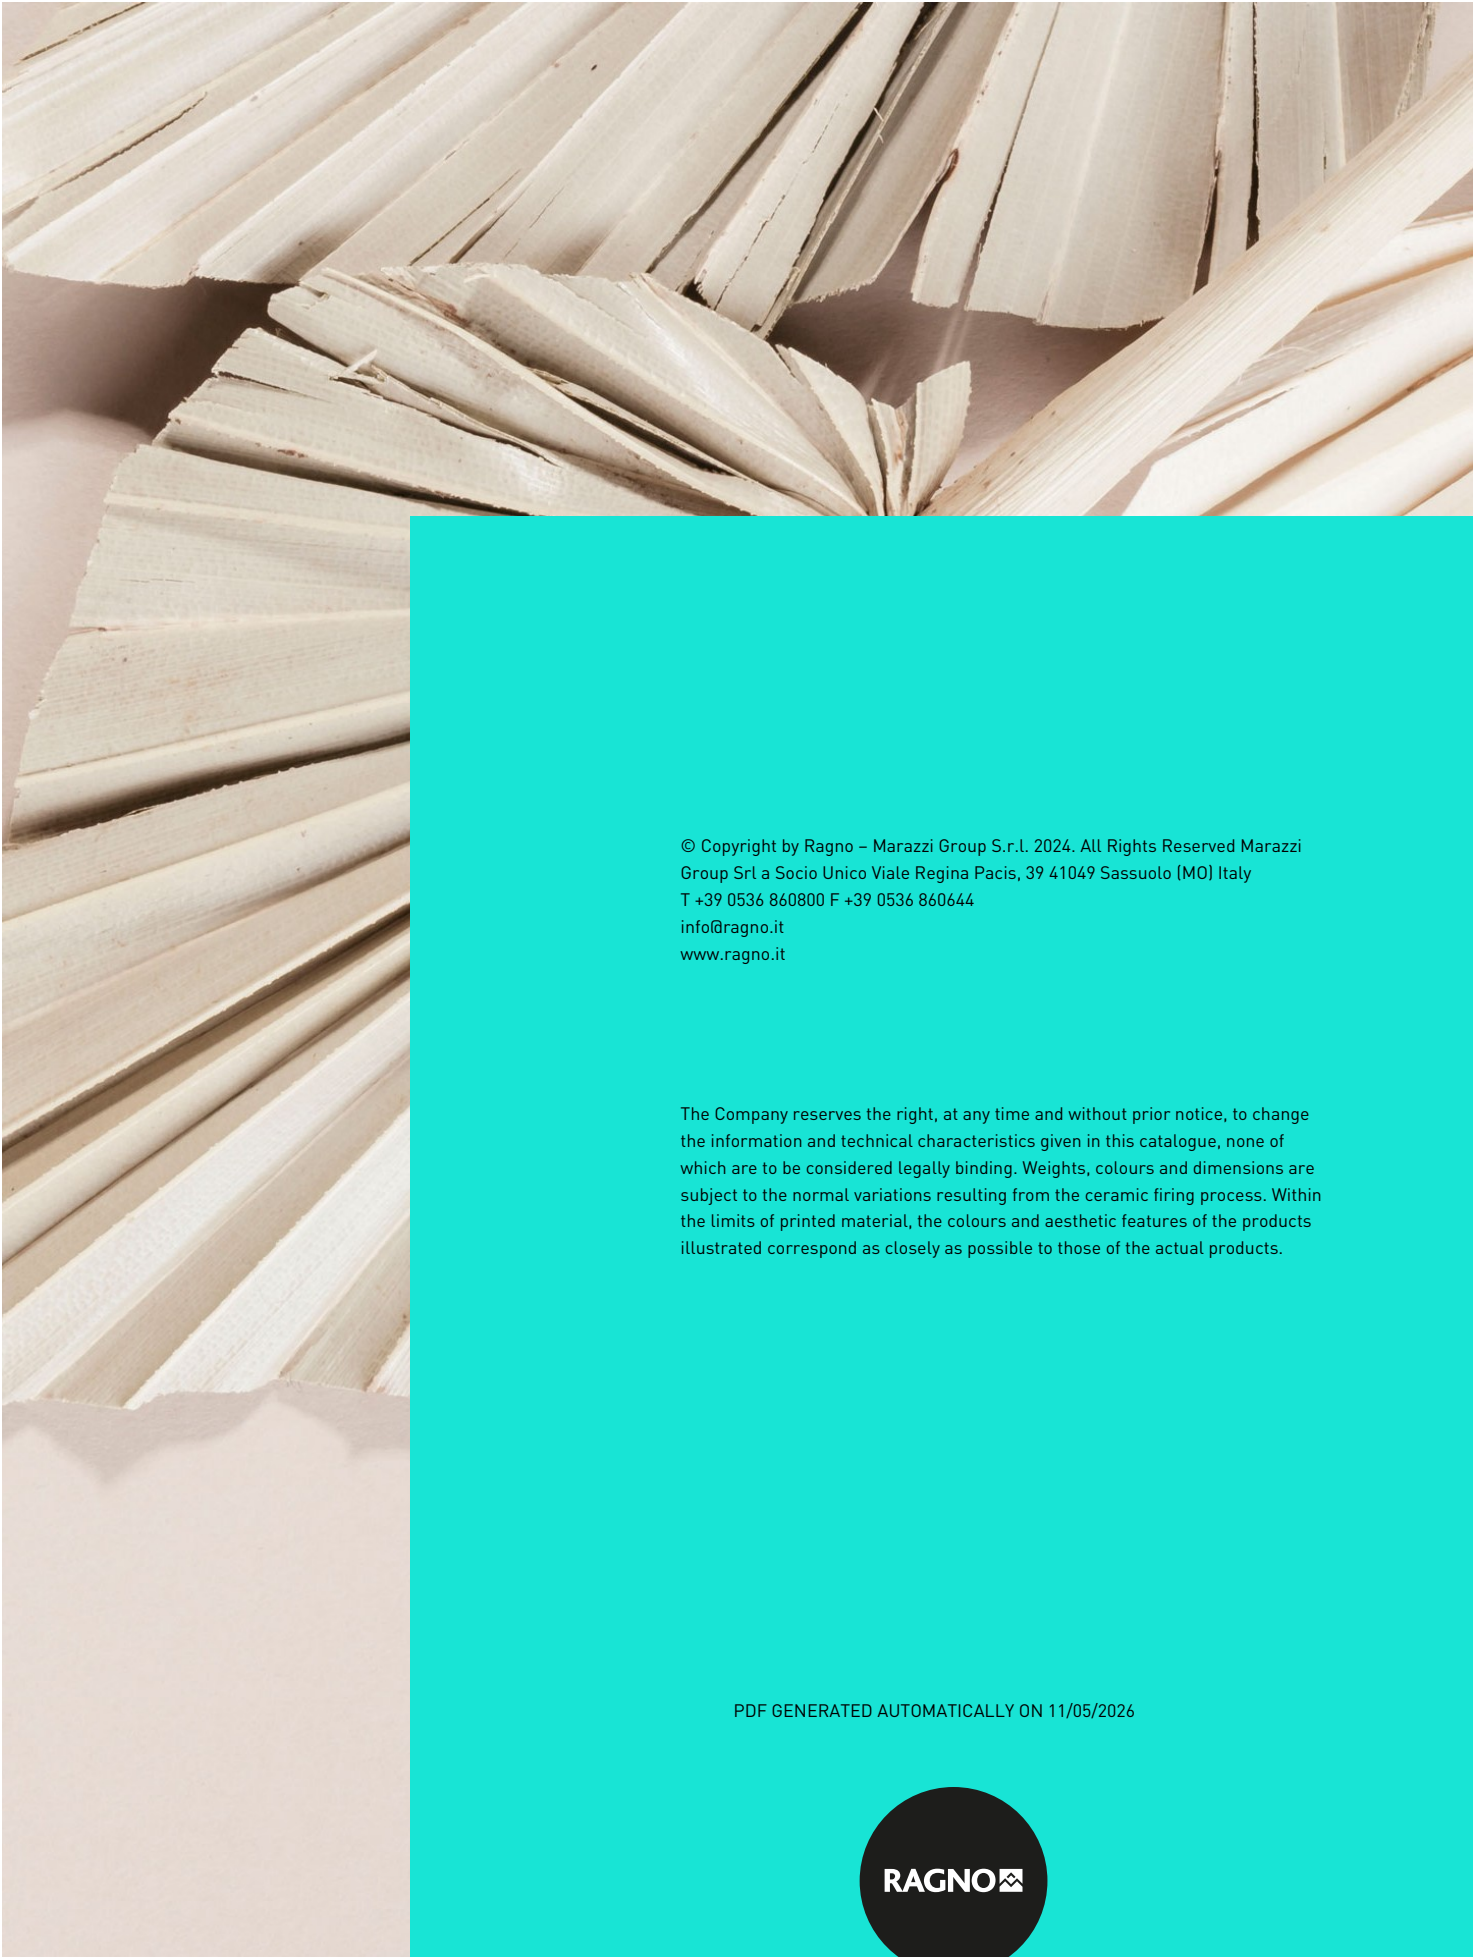 © Copyright by Ragno – Marazzi Group S.r.l. 2024. All Rights Reserved Marazzi
Group Srl a Socio Unico Viale Regina Pacis, 39 41049 Sassuolo (MO) Italy
T +39 0536 860800 F +39 0536 860644
info@ragno.it
www.ragno.it
The Company reserves the right, at any time and without prior notice, to change
the information and technical characteristics given in this catalogue, none of
which are to be considered legally binding. Weights, colours and dimensions are
subject to the normal variations resulting from the ceramic firing process. Within
the limits of printed material, the colours and aesthetic features of the products
illustrated correspond as closely as possible to those of the actual products.
PDF GENERATED AUTOMATICALLY ON 11/05/2026
RAGNO